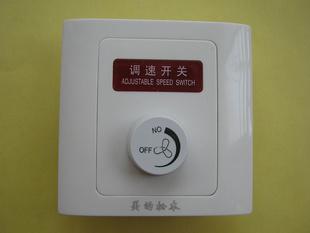 调速开关
ADJUSTABLE SPEED SWITCH
NO
OFF